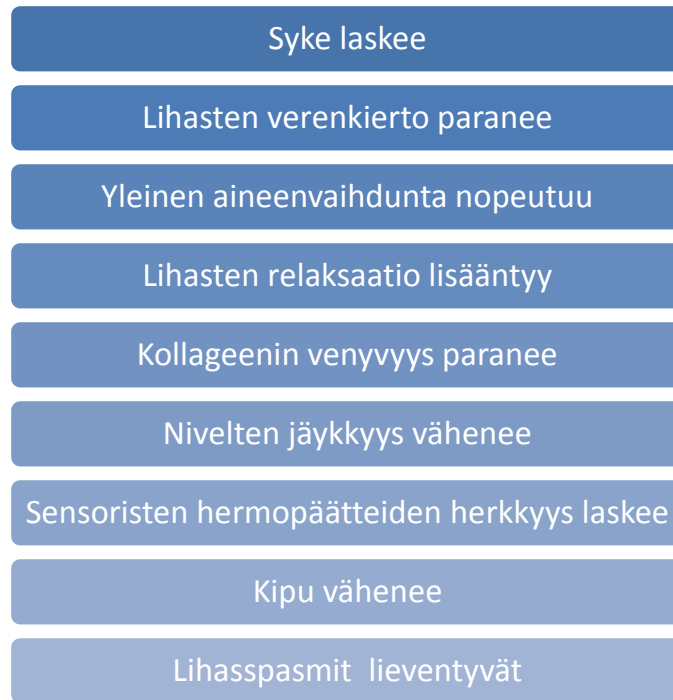 Syke laskee
Lihasten verenkierto paranee
Yleinen aineenvaihdunta nopeutuu
Lihasten relaksaatio lisääntyy
Kollageenin venyvyys paranee
Nivelten jäykkyys vähenee
Sensoristen hermopäätteiden herkkyys laskee
Kipu vähenee
Lihasspasmit lieventyvät